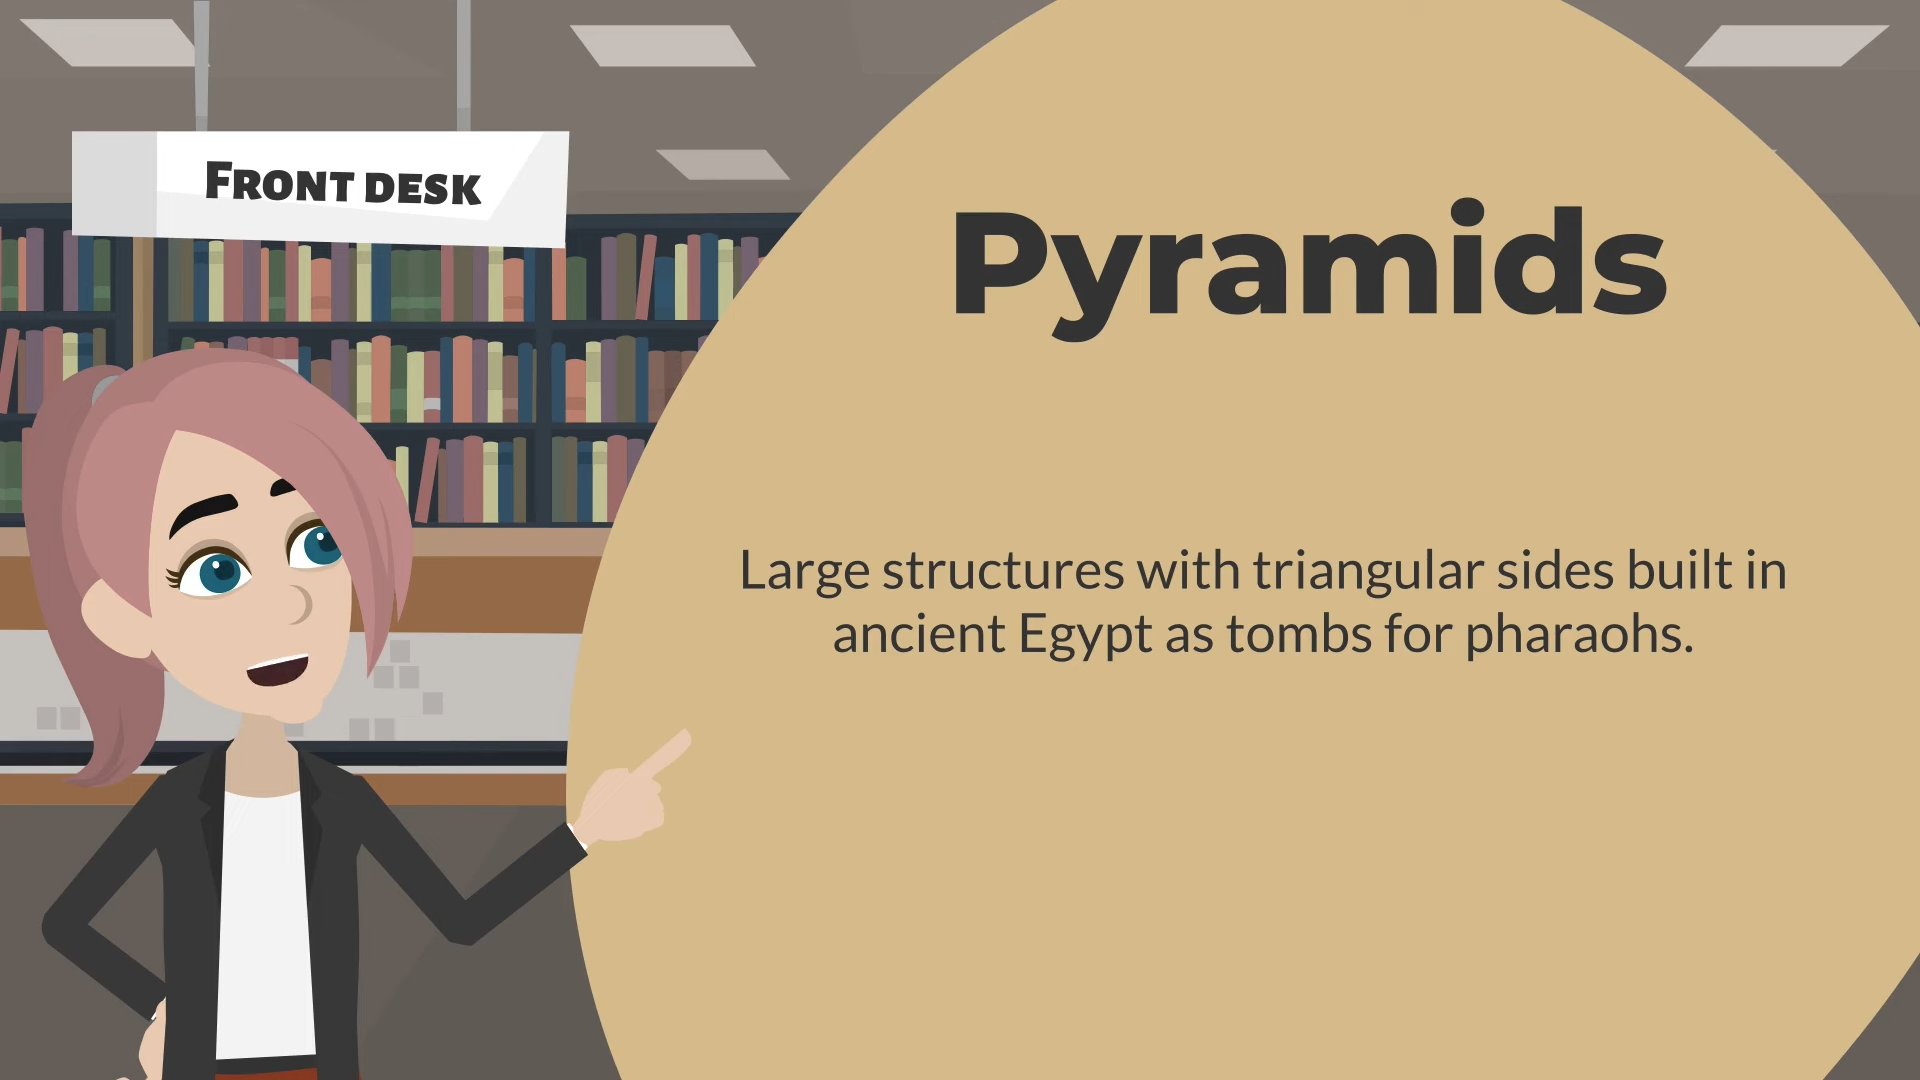 FRONT DESK
Pyramids
Large structures with triangular sides built in
ancient Egypt as tombs for pharaohs.